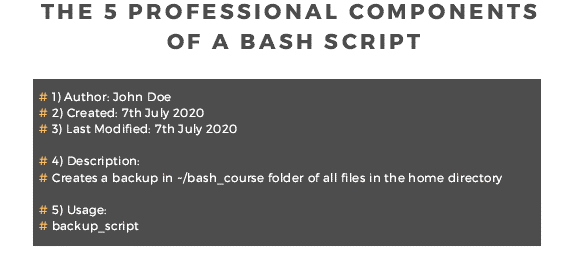 THE 5 PROFESSIONAL COMPONENTS
OF A BASH SCRIPT
# 1) Author: John Doe
# 2) Created: 7th July 2020
# 3) Last Modified: 7th July 2020
# 4) Description:
# Creates a backup in ~/bash_course folder of all files in the home directory
# 5) Usage:
# backup_script